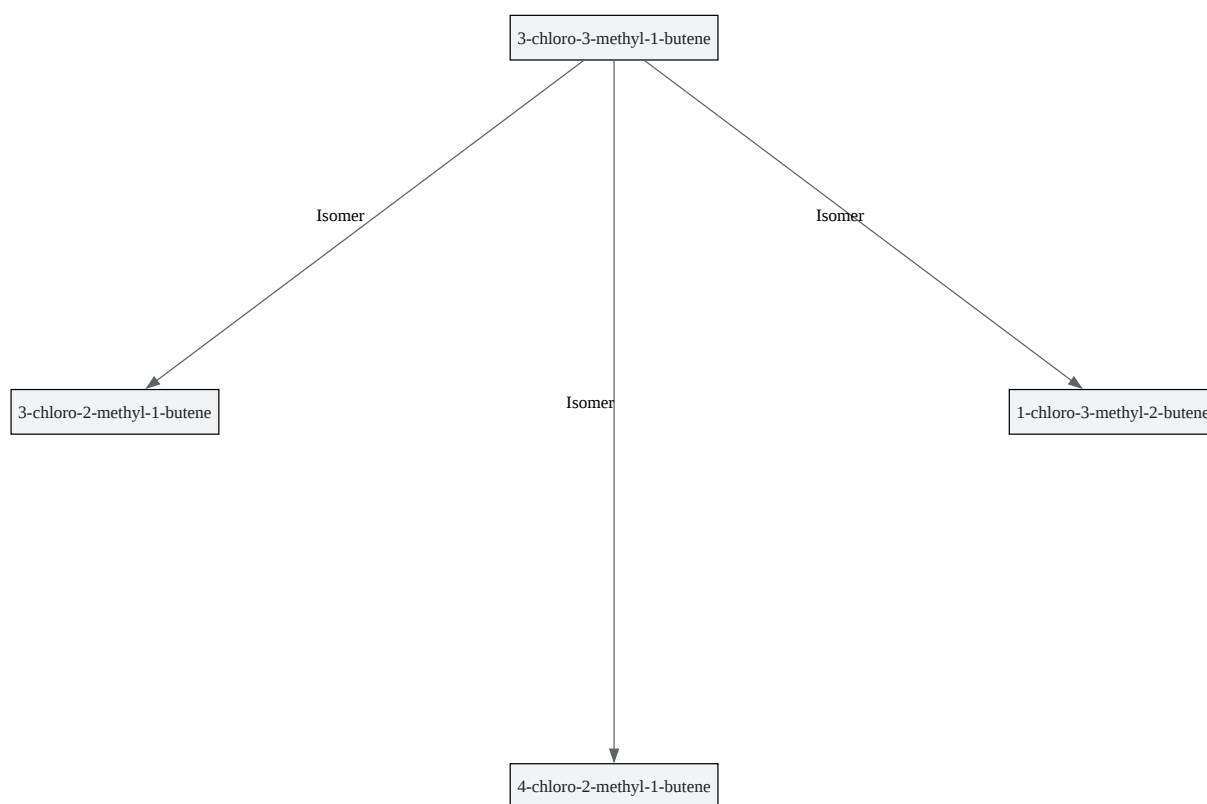 3-chloro-3-methyl-1-butene
Isomer
Isomer
Isomer
3-chloro-2-methyl-1-butene
1-chloro-3-methyl-2-butene
4-chloro-2-methyl-1-butene